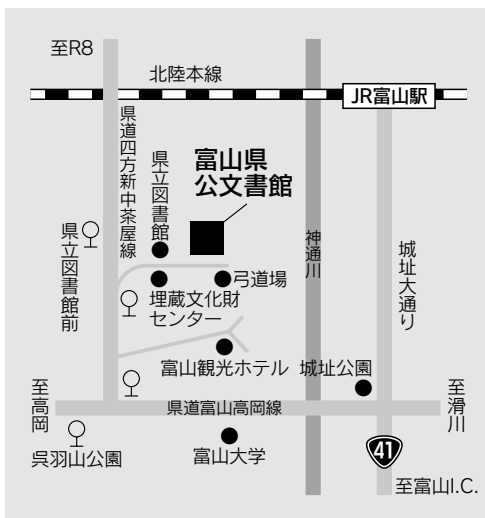 至R8
北陸本線
JR富山駅
県道四方新中茶屋線
県立図書館
富山県
公文書館
県立図書館前
神通川
城址大通り
弓道場
埋蔵文化財
センター
富山観光ホテル
城址公園
至高岡
県道富山高岡線
至滑川
呉羽山公園
富山大学
41
至富山I.C.